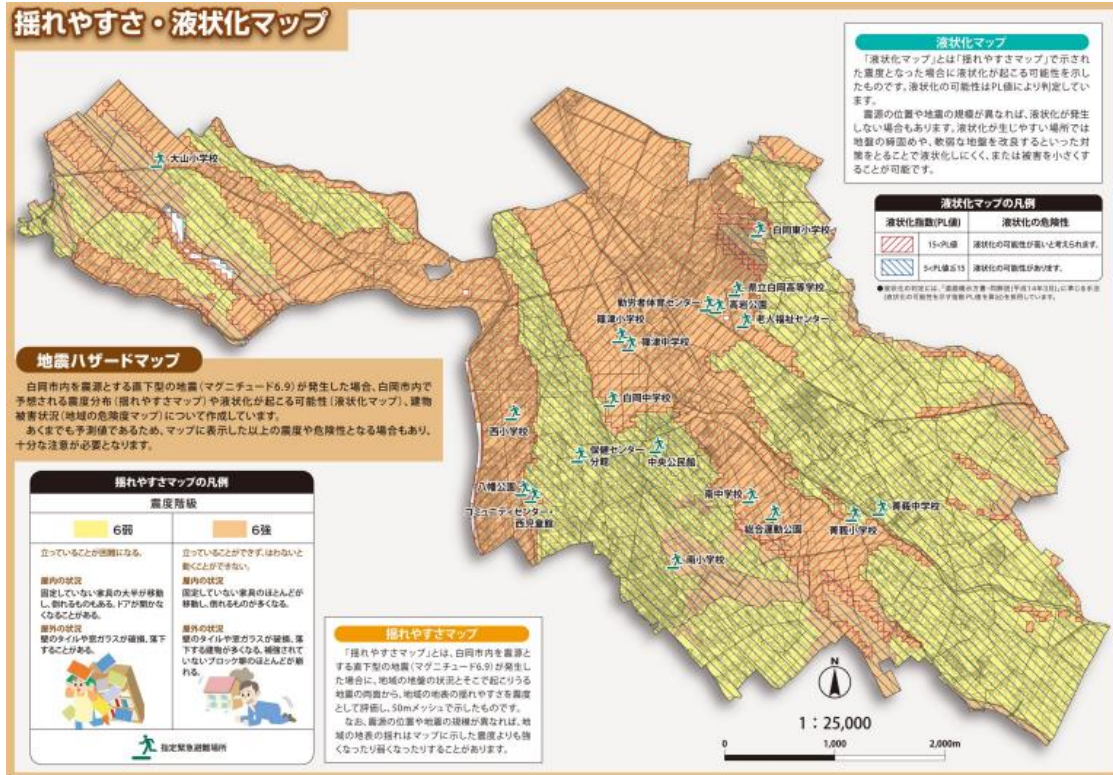 揺れやすさ・液状化マップ
液状化マップ
「液状化マップ」とは「揺れやすさマップ」で示さ
れた震度となった場合に液状化が起こる可能性を示し
たものです。液状化の可能性はPL値により判定してい
ます。
震源の位置や地震の規模が異なれば、液状化が発生
しない場合もあります。液状化が生じやすい場所では
地盤の締固めや、軟弱な地盤を改良するといった対
策をとることで液状化しにくく、または被害を小さくす
ることが可能です。
液状化マップの凡例
液状化指数(PL値) 液状化の危険性
15<PL値 液状化の可能性が高いと考えられます。
5<PL値≦15 液状化の可能性があります。
大山小学校
白岡東小学校
県立白岡高等学校
勤労者体育センター
高岩公園
篠津小学校
老人福祉センター
篠津中学校
白岡中学校
西小学校
保健センター
分館
中央公民館
八幡公園
コミュニティセンター・
西児童館
南中学校
総合運動公園
菁莪小学校
菁莪中学校
南小学校
地震ハザードマップ
白岡市内を震源とする直下型の地震(マグニチュード6.9)が発生した場合、白岡市内で
予想される震度分布(揺れやすさマップ)や液状化が起こる可能性(液状化マップ)、建物
被害状況(地域の危険度マップ)について作成しています。
あくまでも予測値であるため、マップに表示した以上の震度や危険性となる場合もあり、
十分な注意が必要となります。
揺れやすさマップの凡例
震度階級
6弱
6強
立っていることが困難になる。
屋内の状況
固定していない家具の大半が移動
し、倒れるものもある。ドアが開かな
くなることがある。
屋外の状況
壁のタイルや窓ガラスが破損、落下
することがある。
立っていることができず、はわないと
動くことができない。
屋内の状況
固定していない家具のほとんどが
移動し、倒れるものが多くなる。
屋外の状況
壁のタイルや窓ガラスが破損、落
下する建物が多くなる。補強されて
いないブロック塀のほとんどが崩
れる。
指定緊急避難場所
揺れやすさマップ
「揺れやすさマップ」とは、白岡市内を震源と
する直下型の地震(マグニチュード6.9)が発生し
た場合に、地域の地盤の状況とそこで起こりうる
地震の両面から、地域の地表の揺れやすさを震度
として評価し、50mメッシュで示したものです。
なお、震源の位置や地震の規模が異なれば、地
域の地表の揺れはマップに示した震度よりも強
くなったり弱くなったりすることがあります。
N
1:25,000
0 1,000 2,000m